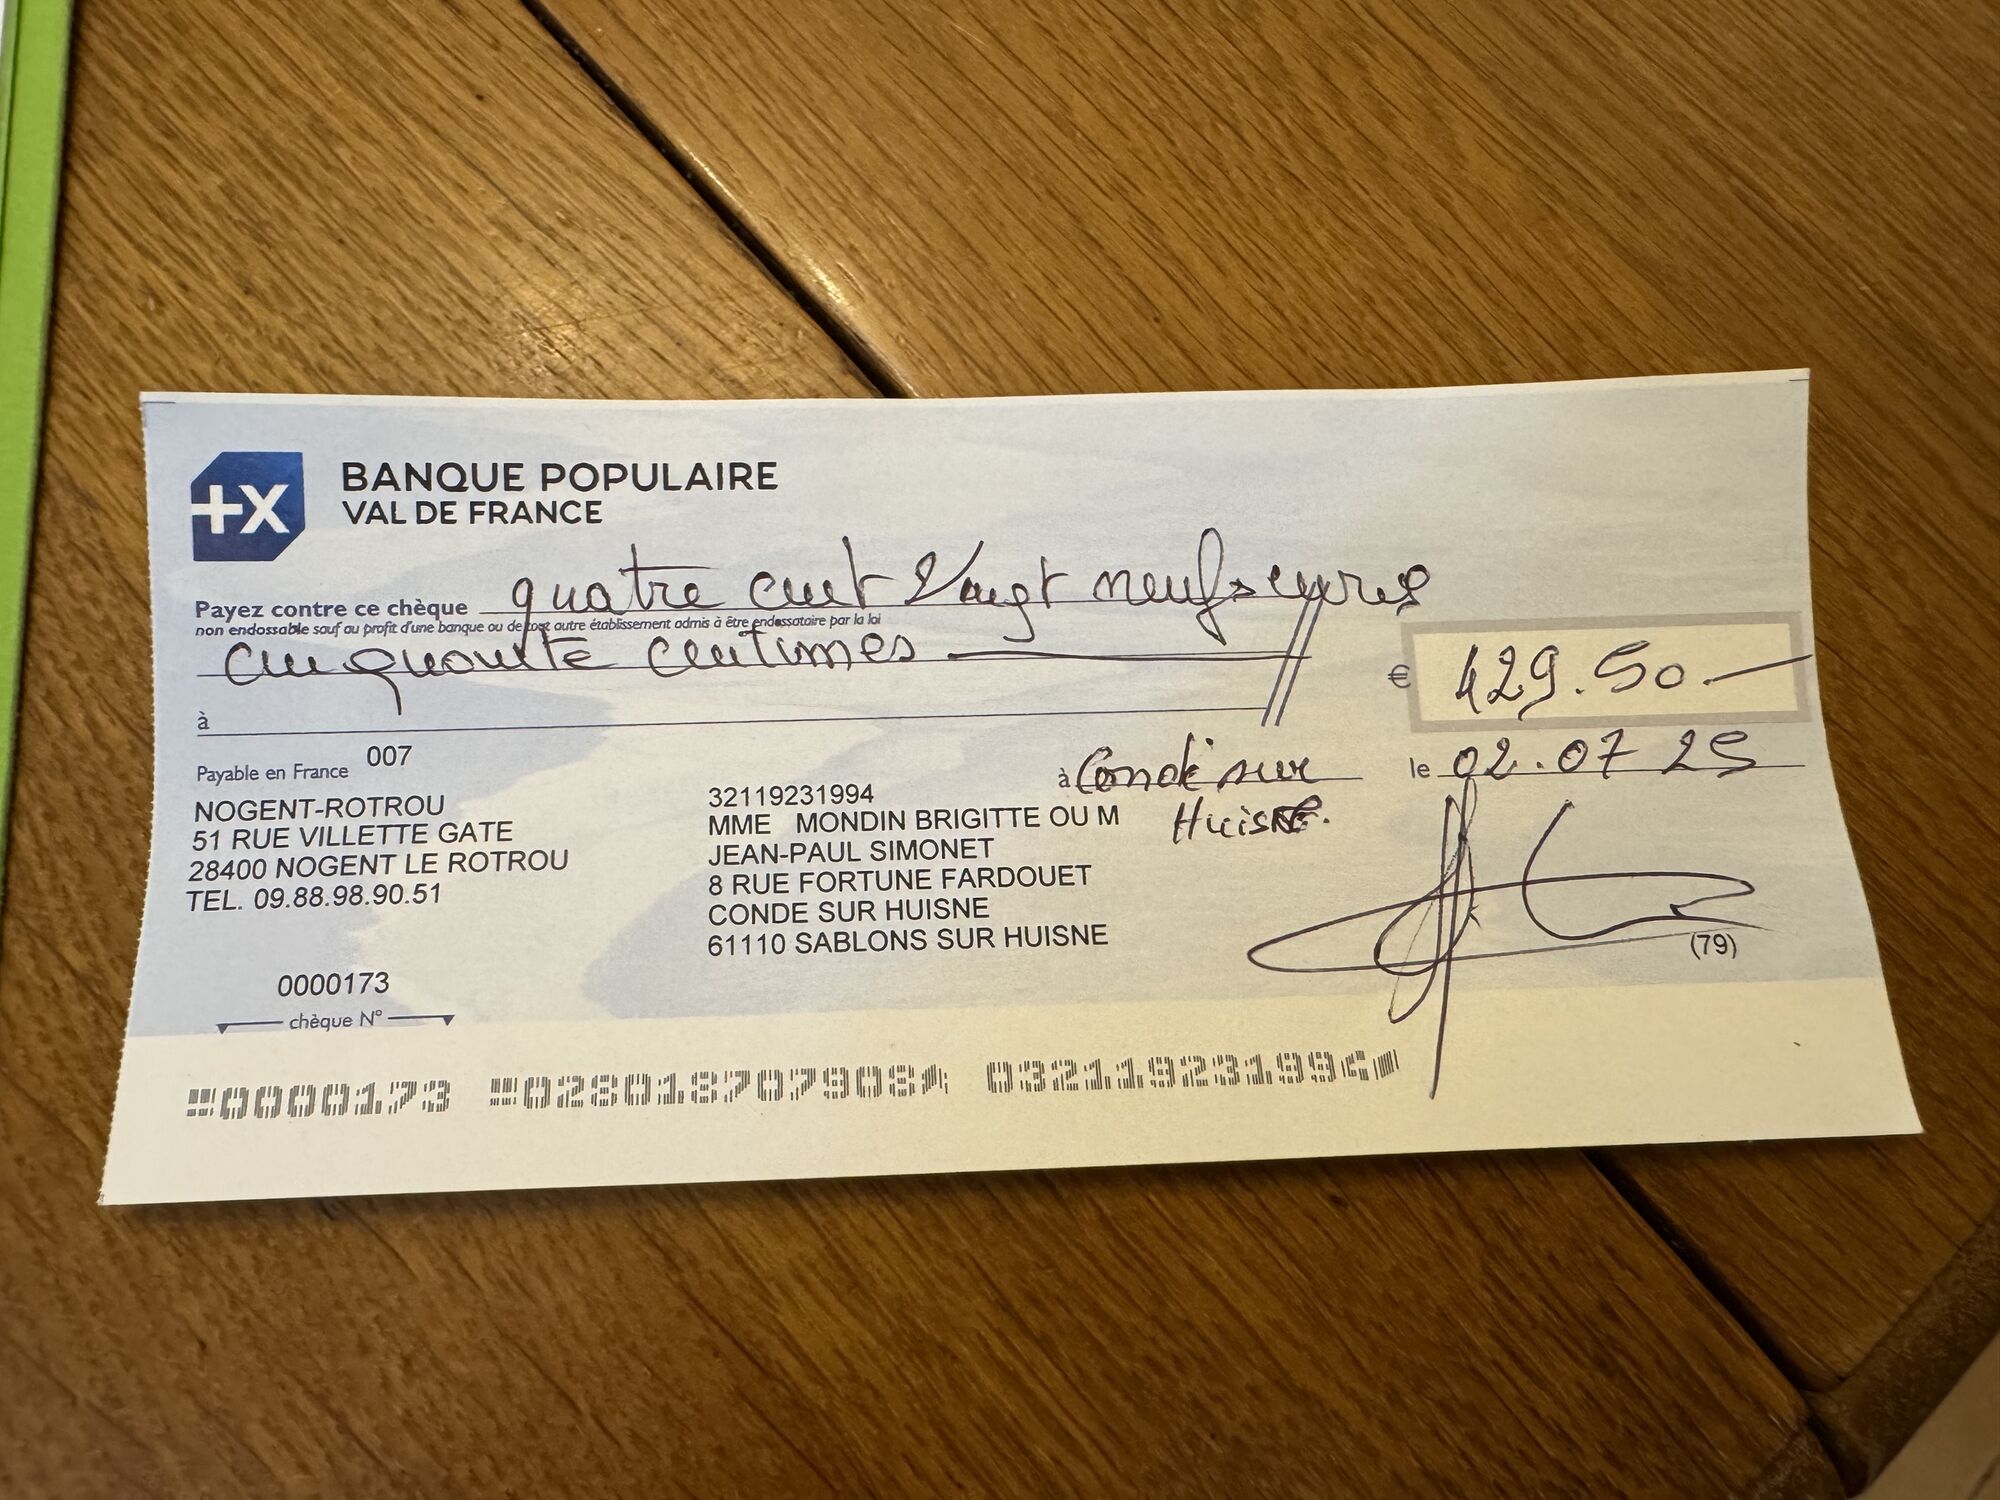 +X
BANQUE POPULAIRE
VAL DE FRANCE
Payez contre ce chèque quatre cent Vingt neufs euros
non endossable sauf au profit d'une banque ou de tout autre établissement admis à être endossataire par la loi
cinquante centimes
€ 429.50.—
à
Payable en France 007
à Condé sur
Huisne.
le 02.07 25
NOGENT-ROTROU
51 RUE VILLETTE GATE
28400 NOGENT LE ROTROU
TEL. 09.88.98.90.51
32119231994
MME MONDIN BRIGITTE OU M
JEAN-PAUL SIMONET
8 RUE FORTUNE FARDOUET
CONDE SUR HUISNE
61110 SABLONS SUR HUISNE
(79)
0000173
chèque N°
0000173 028018707908 032119231994